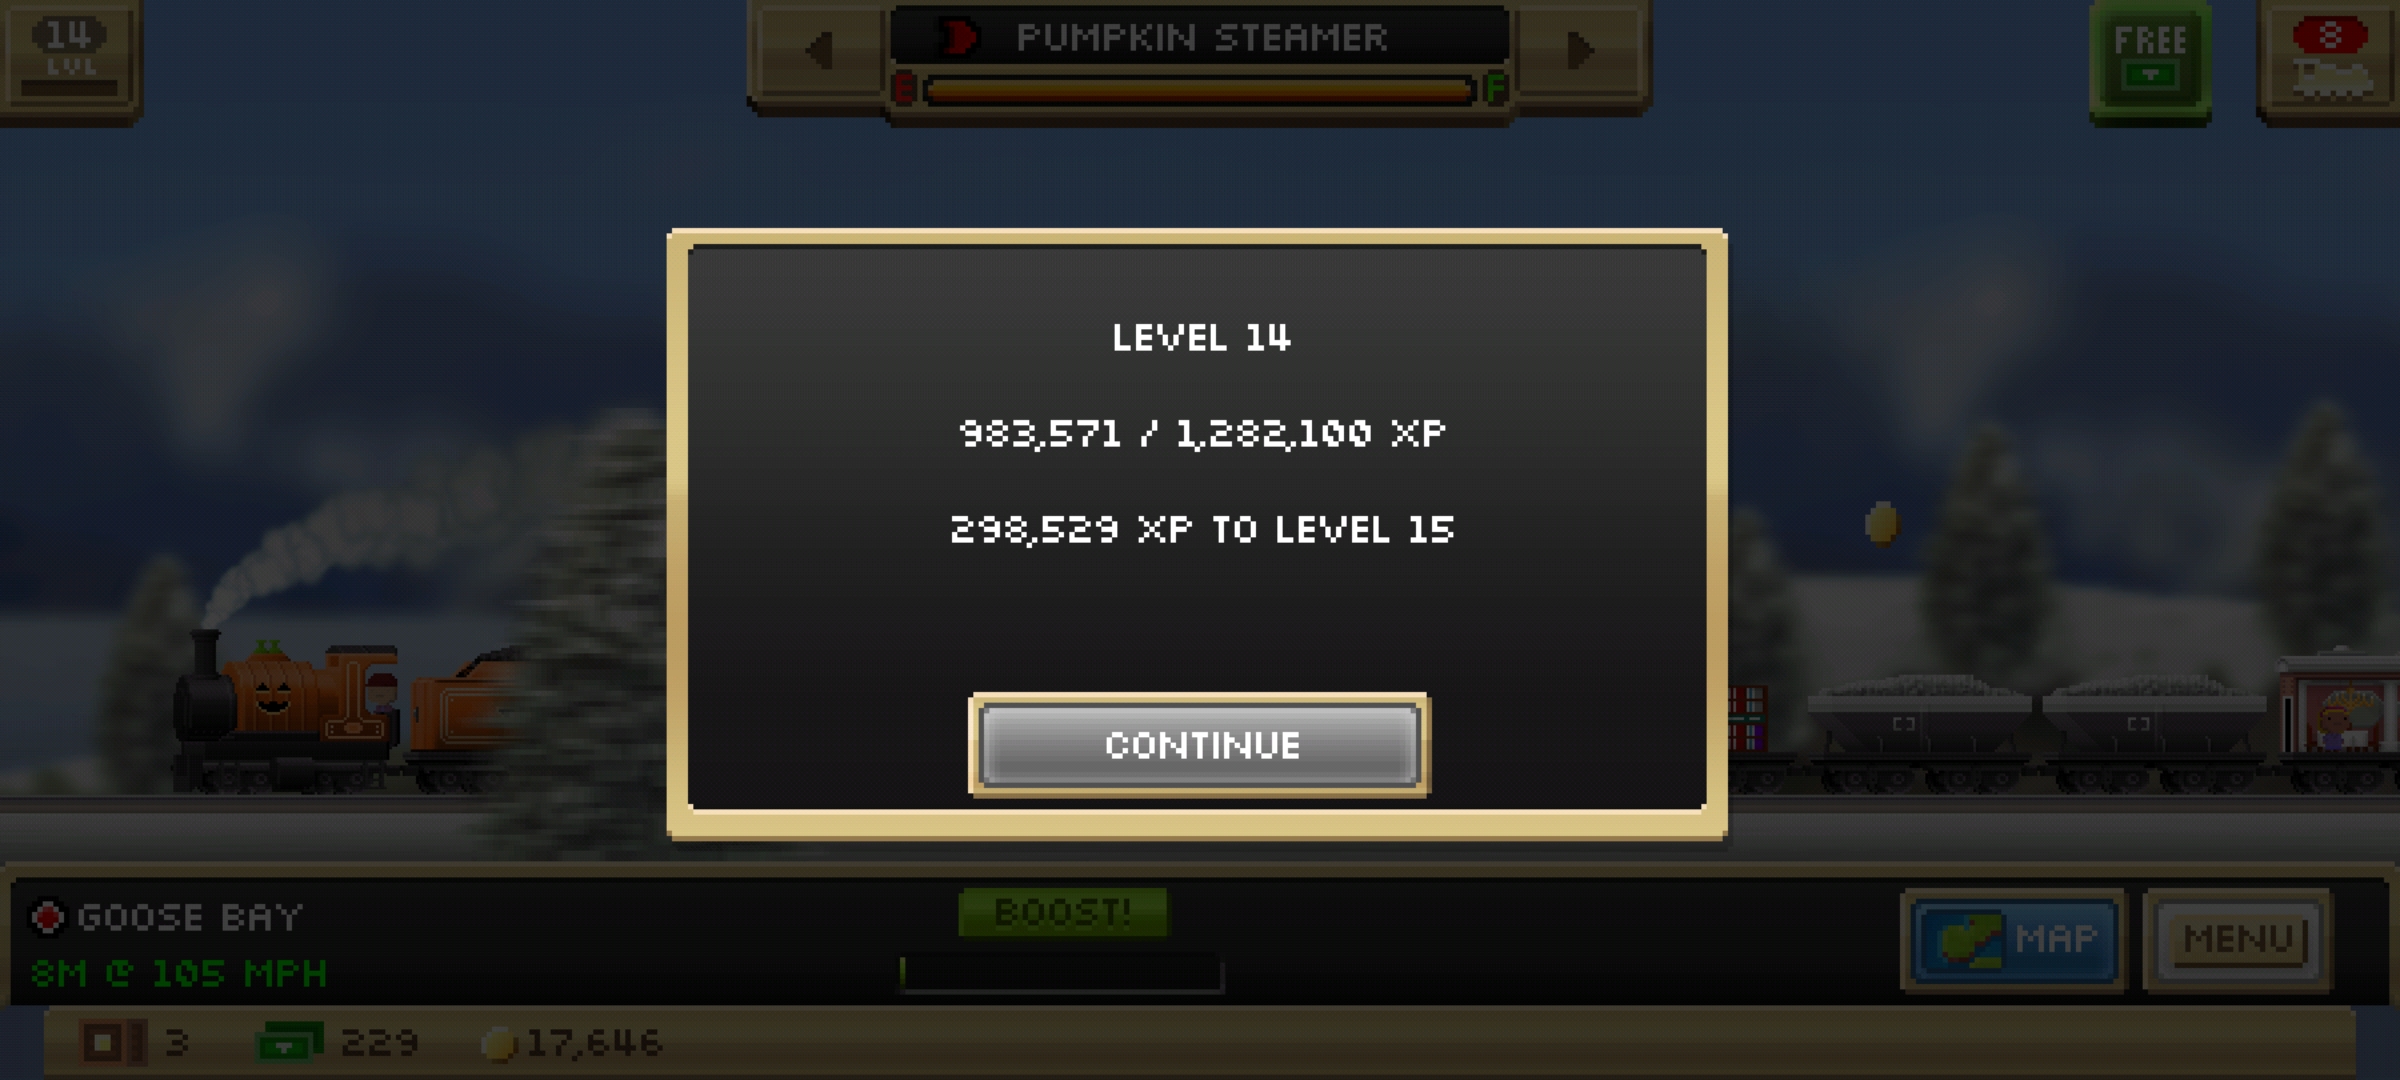 14
LVL
PUMPKIN STEAMER
E F
FREE
8
LEVEL 14
983,571 / 1,282,100 XP
298,529 XP TO LEVEL 15
CONTINUE
GOOSE BAY
8M @ 105 MPH
BOOST!
MAP
MENU
3 229 17,646